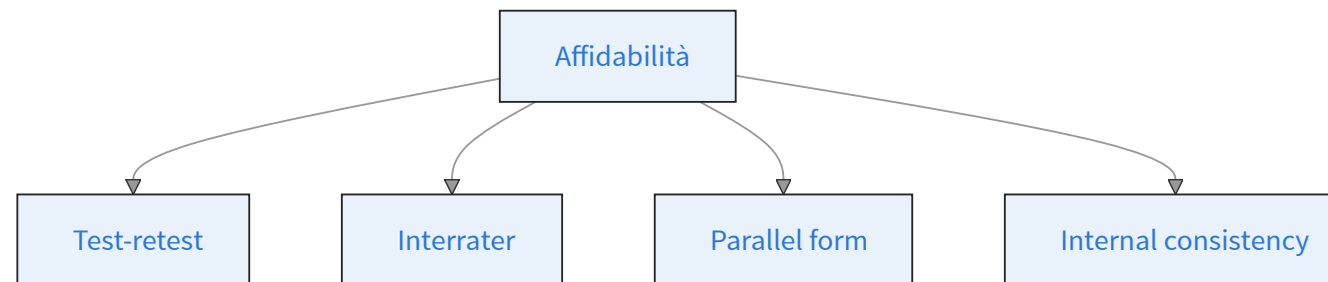 Affidabilità
Test-retest
Interrater
Parallel form
Internal consistency